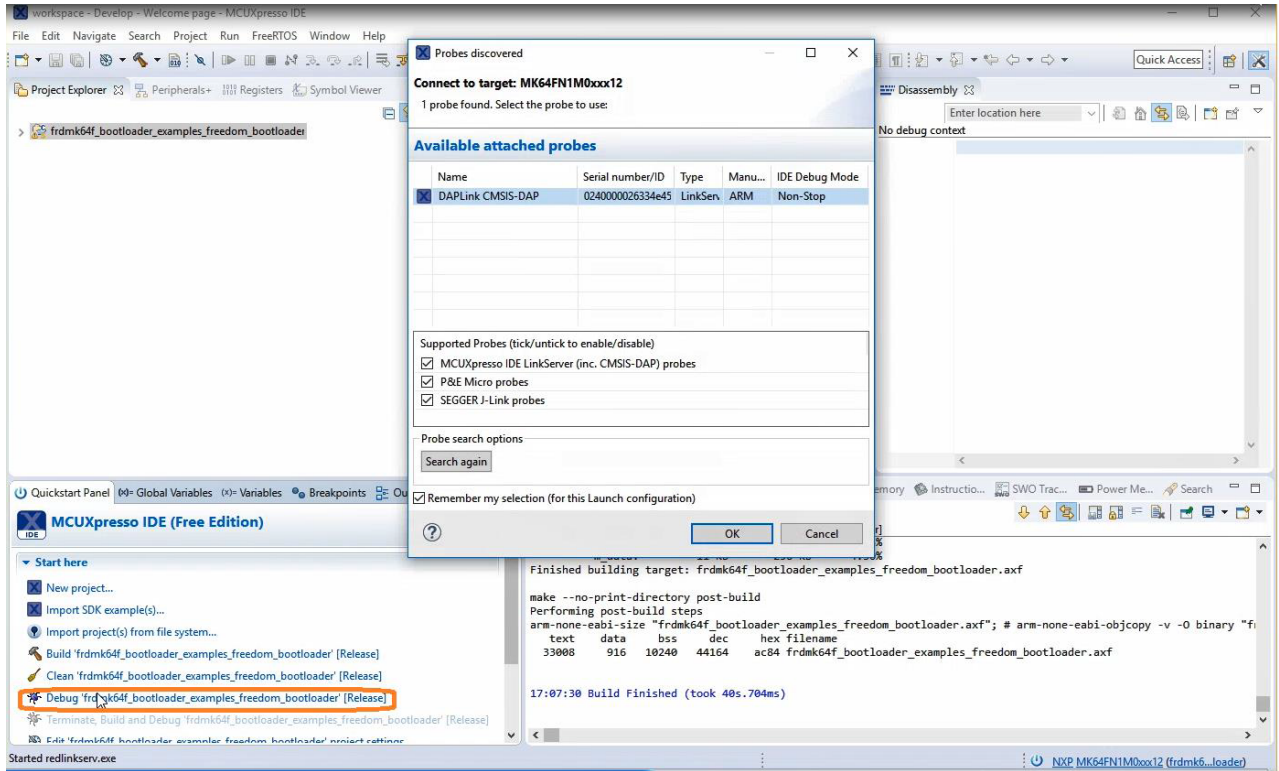 workspace - Develop - Welcome page - MCUXpresso IDE
File Edit Navigate Search Project Run FreeRTOS Window Help
Quick Access
Project Explorer Peripherals+ Registers Symbol Viewer
frdmk64f_bootloader_examples_freedom_bootloader
Probes discovered
Connect to target: MK64FN1M0xxx12
1 probe found. Select the probe to use:
Available attached probes
Name Serial number/ID Type Manu... IDE Debug Mode
DAPLink CMSIS-DAP 0240000026334e45 LinkSer ARM Non-Stop
Supported Probes (tick/untick to enable/disable)
MCUXpresso IDE LinkServer (inc. CMSIS-DAP) probes
P&E Micro probes
SEGGER J-Link probes
Probe search options
Search again
Remember my selection (for this Launch configuration)
OK Cancel
Disassembly
Enter location here
No debug context
Quickstart Panel (x)= Global Variables (x)= Variables Breakpoints Ou
MCUXpresso IDE (Free Edition)
IDE
Start here
New project...
Import SDK example(s)...
Import project(s) from file system...
Build 'frdmk64f_bootloader_examples_freedom_bootloader' [Release]
Clean 'frdmk64f_bootloader_examples_freedom_bootloader' [Release]
Debug 'frdmk64f_bootloader_examples_freedom_bootloader' [Release]
Terminate, Build and Debug 'frdmk64f_bootloader_examples_freedom_bootloader' [Release]
Edit 'frdmk64f_bootloader_examples_freedom_bootloader' project settings
emory Instructio... SWO Trac... Power Me... Search
Finished building target: frdmk64f_bootloader_examples_freedom_bootloader.axf
make --no-print-directory post-build
Performing post-build steps
arm-none-eabi-size "frdmk64f_bootloader_examples_freedom_bootloader.axf"; # arm-none-eabi-objcopy -v -O binary "f
text data bss dec hex filename
33008 916 10240 44164 ac84 frdmk64f_bootloader_examples_freedom_bootloader.axf
17:07:30 Build Finished (took 40s.704ms)
Started redlinkserv.exe
NXP MK64FN1M0xxx12 (frdmk6...loader)